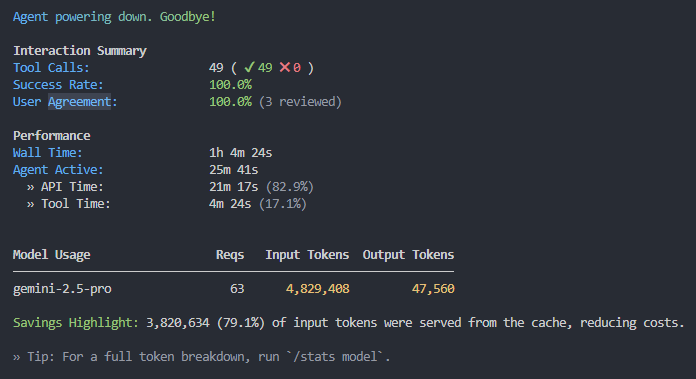 Agent powering down. Goodbye!
Interaction Summary
Tool Calls: 49 ( ✓ 49 ✗ 0 )
Success Rate: 100.0%
User Agreement: 100.0% (3 reviewed)
Performance
Wall Time: 1h 4m 24s
Agent Active: 25m 41s
» API Time: 21m 17s (82.9%)
» Tool Time: 4m 24s (17.1%)
Model Usage Reqs Input Tokens Output Tokens
gemini-2.5-pro 63 4,829,408 47,560
Savings Highlight: 3,820,634 (79.1%) of input tokens were served from the cache, reducing costs.
» Tip: For a full token breakdown, run `/stats model`.